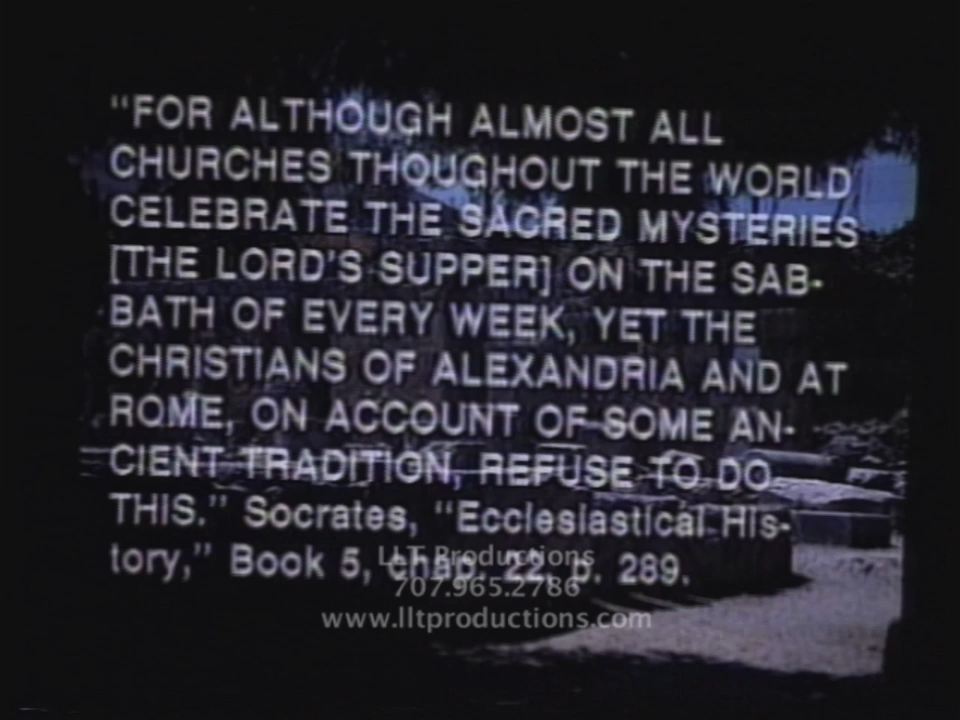 "FOR ALTHOUGH ALMOST ALL
CHURCHES THOUGHOUT THE WORLD
CELEBRATE THE SACRED MYSTERIES
[THE LORD'S SUPPER] ON THE SAB-
BATH OF EVERY WEEK, YET THE
CHRISTIANS OF ALEXANDRIA AND AT
ROME, ON ACCOUNT OF SOME AN-
CIENT TRADITION, REFUSE TO DO
THIS." Socrates, "Ecclesiastical His-
tory," Book 5, Chap. 22, p. 289.
LLT Productions
707.965.2786
www.lltproductions.com